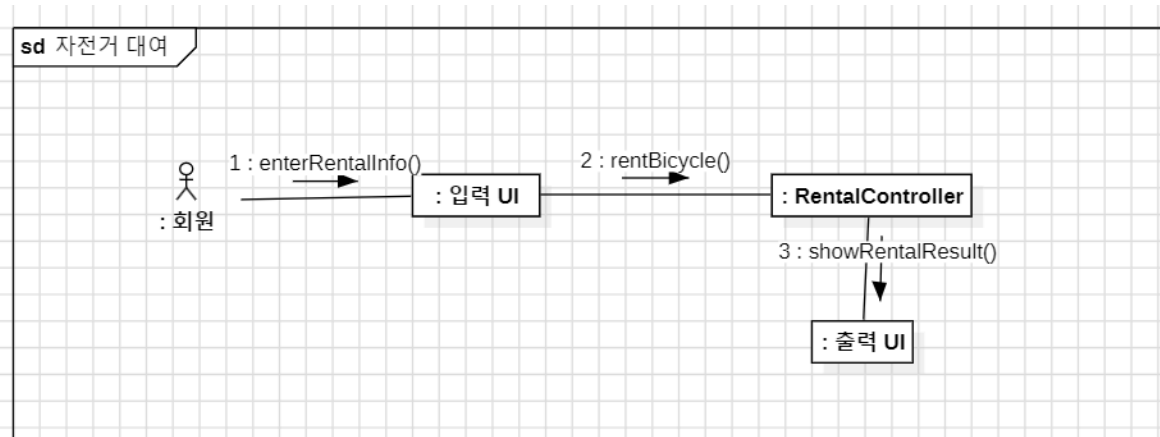 sd 자전거 대여
1 : enterRentalInfo()
2 : rentBicycle()
: 회원
: 입력 UI
: RentalController
3 : showRentalResult()
: 출력 UI